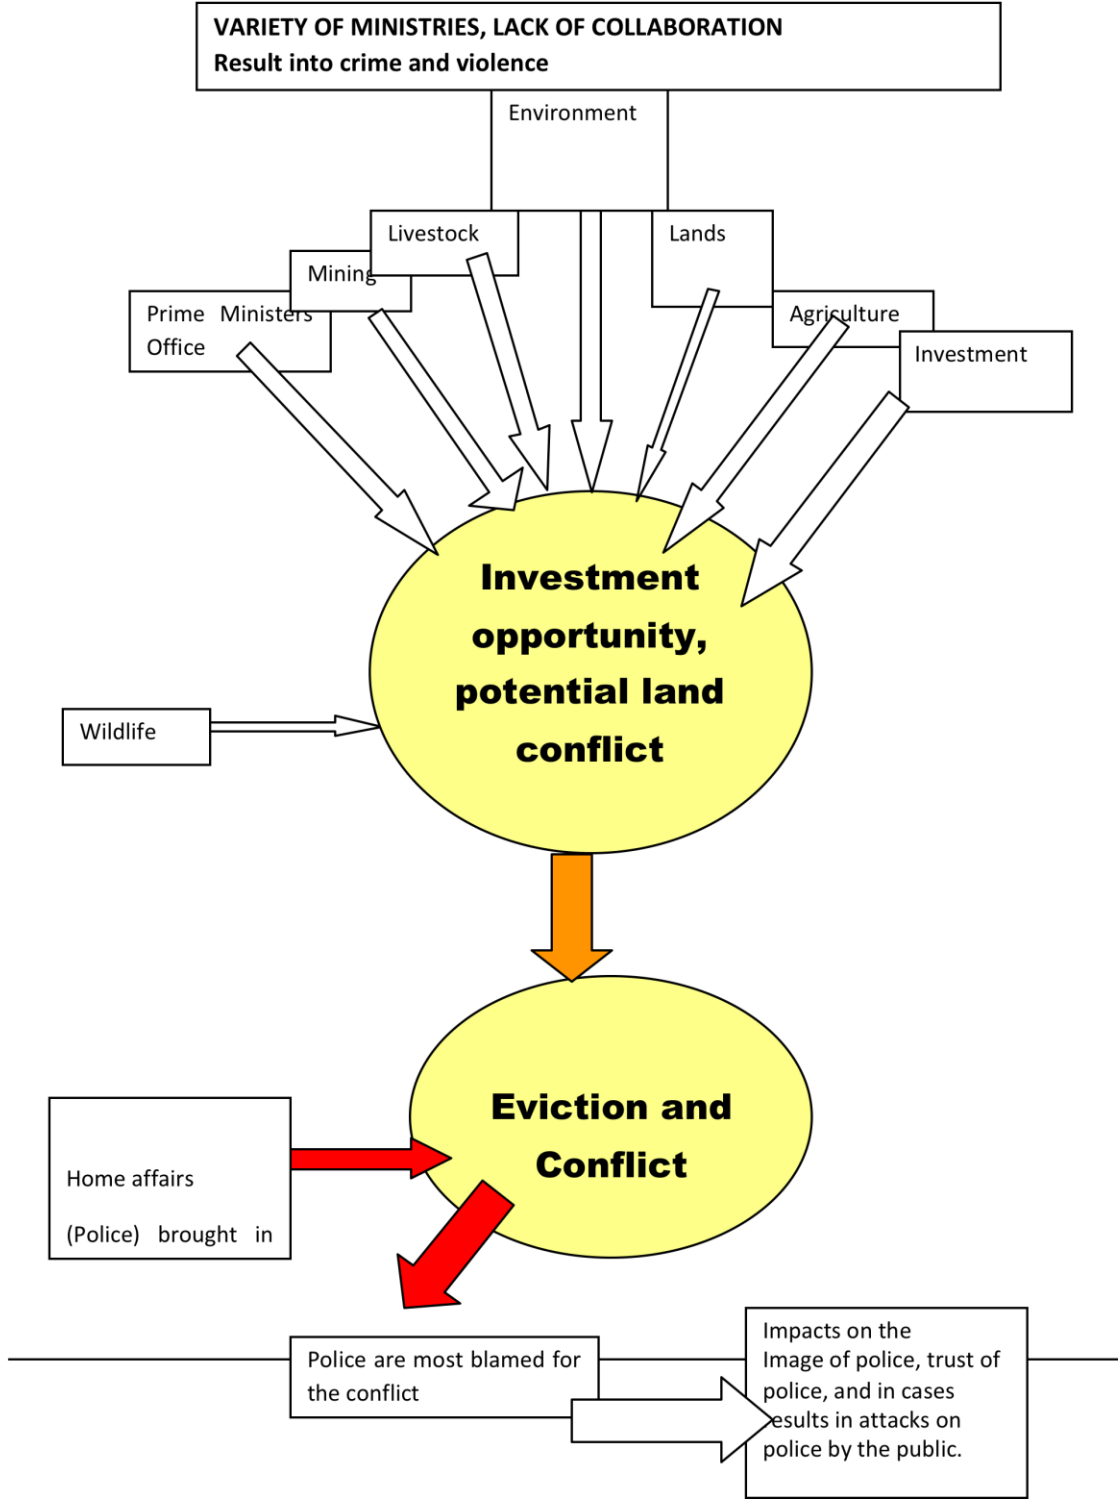 VARIETY OF MINISTRIES, LACK OF COLLABORATION
Result into crime and violence
Environment
Livestock
Lands
Mining
Prime Ministers
Office
Agriculture
Investment
Investment
opportunity,
potential land
conflict
Wildlife
Eviction and
Conflict
Home affairs
(Police) brought in
Police are most blamed for
the conflict
Impacts on the
Image of police, trust of
police, and in cases
results in attacks on
police by the public.